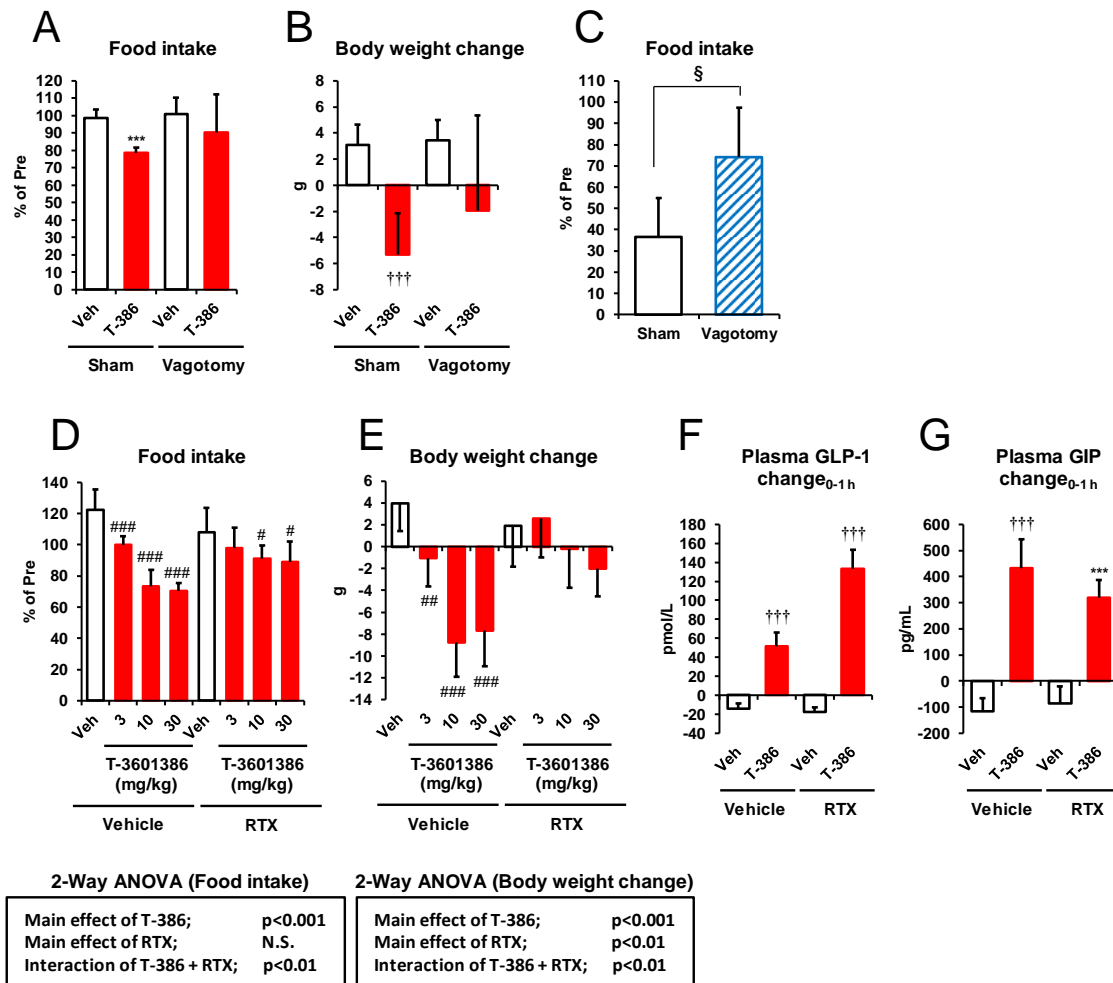 A
Food intake
% of Pre
120
110
100
90
80
70
60
50
40
30
20
10
0
***
Veh
T-386
Veh
T-386
Sham
Vagotomy
B
Body weight change
g
8
6
4
2
0
-2
-4
-6
-8
†††
Veh
T-386
Veh
T-386
Sham
Vagotomy
C
Food intake
% of Pre
110
100
90
80
70
60
50
40
30
20
10
0
§
Sham
Vagotomy
D
Food intake
% of Pre
140
120
100
80
60
40
20
0
###
###
###
#
#
Veh
3
10
30
Veh
3
10
30
T-3601386
(mg/kg)
T-3601386
(mg/kg)
Vehicle
RTX
E
Body weight change
g
4
2
0
-2
-4
-6
-8
-10
-12
-14
##
###
###
Veh
3
10
30
Veh
3
10
30
T-3601386
(mg/kg)
T-3601386
(mg/kg)
Vehicle
RTX
F
Plasma GLP-1
change0-1 h
pmol/L
180
160
140
120
100
80
60
40
20
0
-20
-40
†††
†††
Veh
T-386
Veh
T-386
Vehicle
RTX
G
Plasma GIP
change0-1 h
pg/mL
600
500
400
300
200
100
0
-100
-200
†††
***
Veh
T-386
Veh
T-386
Vehicle
RTX
2-Way ANOVA (Food intake)
Main effect of T-386; p<0.001
Main effect of RTX; N.S.
Interaction of T-386 + RTX; p<0.01
2-Way ANOVA (Body weight change)
Main effect of T-386; p<0.001
Main effect of RTX; p<0.01
Interaction of T-386 + RTX; p<0.01